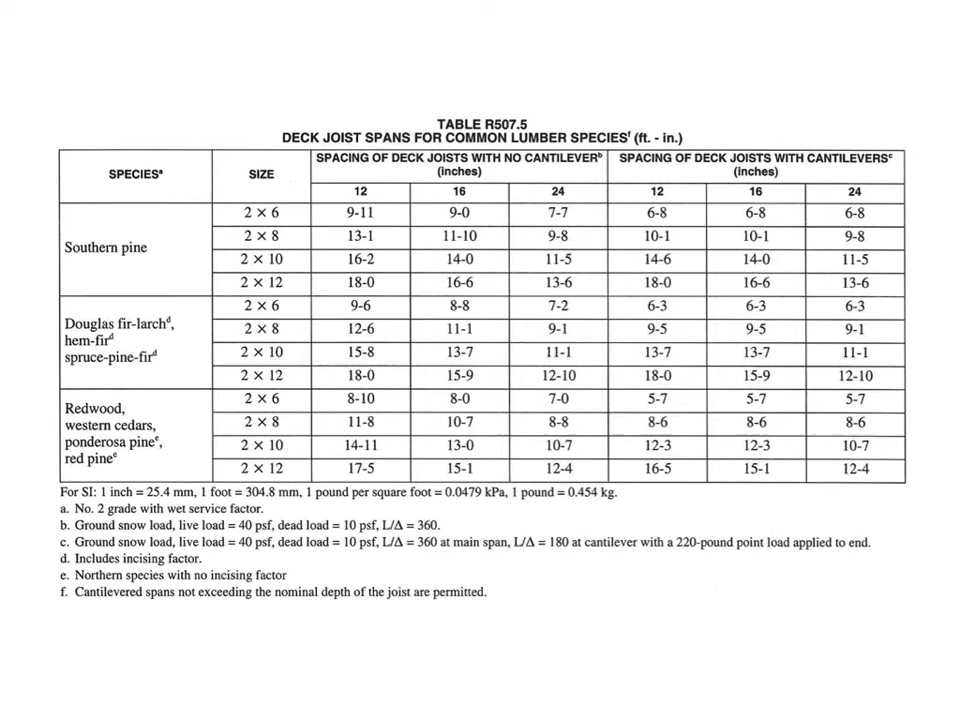 TABLE R507.5
DECK JOIST SPANS FOR COMMON LUMBER SPECIESᶠ (ft. - in.)
SPECIESᵃ SIZE SPACING OF DECK JOISTS WITH NO CANTILEVERᵇ (inches) SPACING OF DECK JOISTS WITH CANTILEVERSᶜ (inches)
12 16 24 12 16 24
Southern pine
2 × 6 9-11 9-0 7-7 6-8 6-8 6-8
2 × 8 13-1 11-10 9-8 10-1 10-1 9-8
2 × 10 16-2 14-0 11-5 14-6 14-0 11-5
2 × 12 18-0 16-6 13-6 18-0 16-6 13-6
Douglas fir-larchᵈ,
hem-firᵈ
spruce-pine-firᵈ
2 × 6 9-6 8-8 7-2 6-3 6-3 6-3
2 × 8 12-6 11-1 9-1 9-5 9-5 9-1
2 × 10 15-8 13-7 11-1 13-7 13-7 11-1
2 × 12 18-0 15-9 12-10 18-0 15-9 12-10
Redwood,
western cedars,
ponderosa pineᵉ,
red pineᵉ
2 × 6 8-10 8-0 7-0 5-7 5-7 5-7
2 × 8 11-8 10-7 8-8 8-6 8-6 8-6
2 × 10 14-11 13-0 10-7 12-3 12-3 10-7
2 × 12 17-5 15-1 12-4 16-5 15-1 12-4
For SI: 1 inch = 25.4 mm, 1 foot = 304.8 mm, 1 pound per square foot = 0.0479 kPa, 1 pound = 0.454 kg.
a. No. 2 grade with wet service factor.
b. Ground snow load, live load = 40 psf, dead load = 10 psf, L/Δ = 360.
c. Ground snow load, live load = 40 psf, dead load = 10 psf, L/Δ = 360 at main span, L/Δ = 180 at cantilever with a 220-pound point load applied to end.
d. Includes incising factor.
e. Northern species with no incising factor
f. Cantilevered spans not exceeding the nominal depth of the joist are permitted.